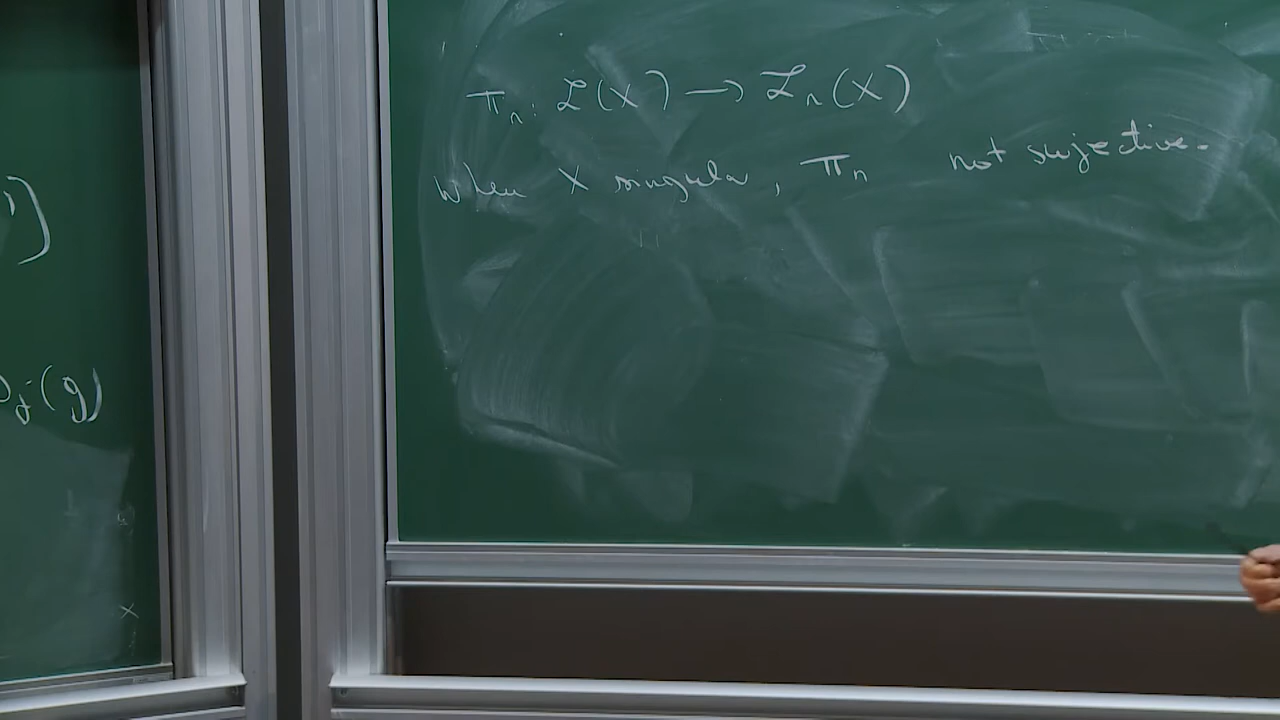 π_n: ℒ(X) → ℒ_n(X)
When X singular, π_n not surjective.
j(g)